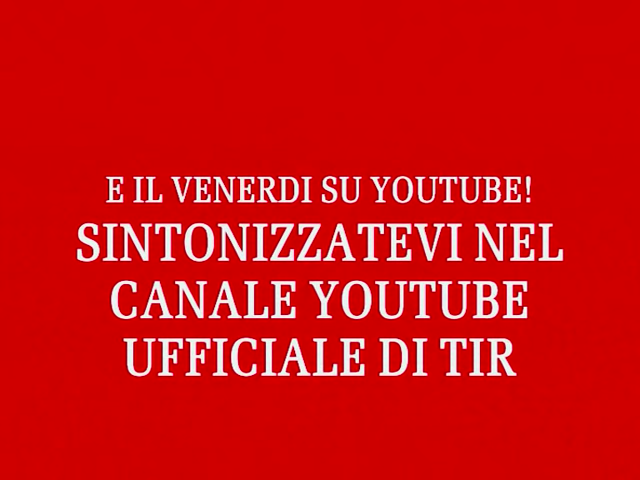 E IL VENERDI SU YOUTUBE!
SINTONIZZATEVI NEL
CANALE YOUTUBE
UFFICIALE DI TIR